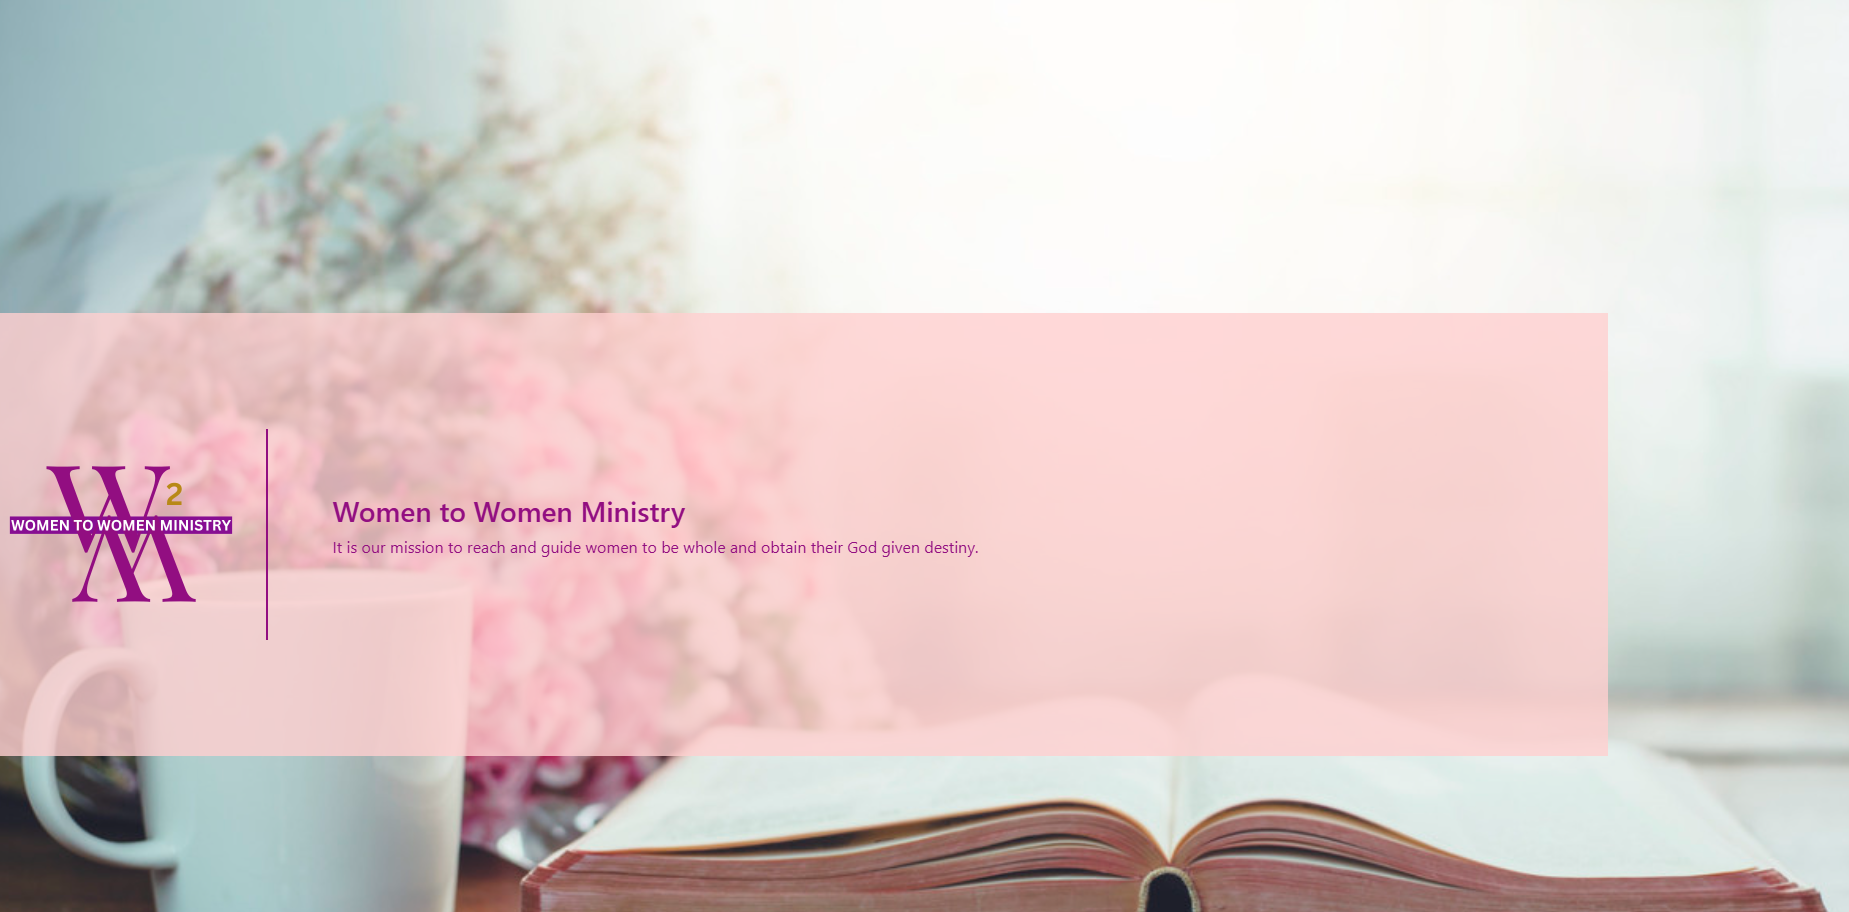 W 2
WOMEN TO WOMEN MINISTRY
Women to Women Ministry
It is our mission to reach and guide women to be whole and obtain their God given destiny.